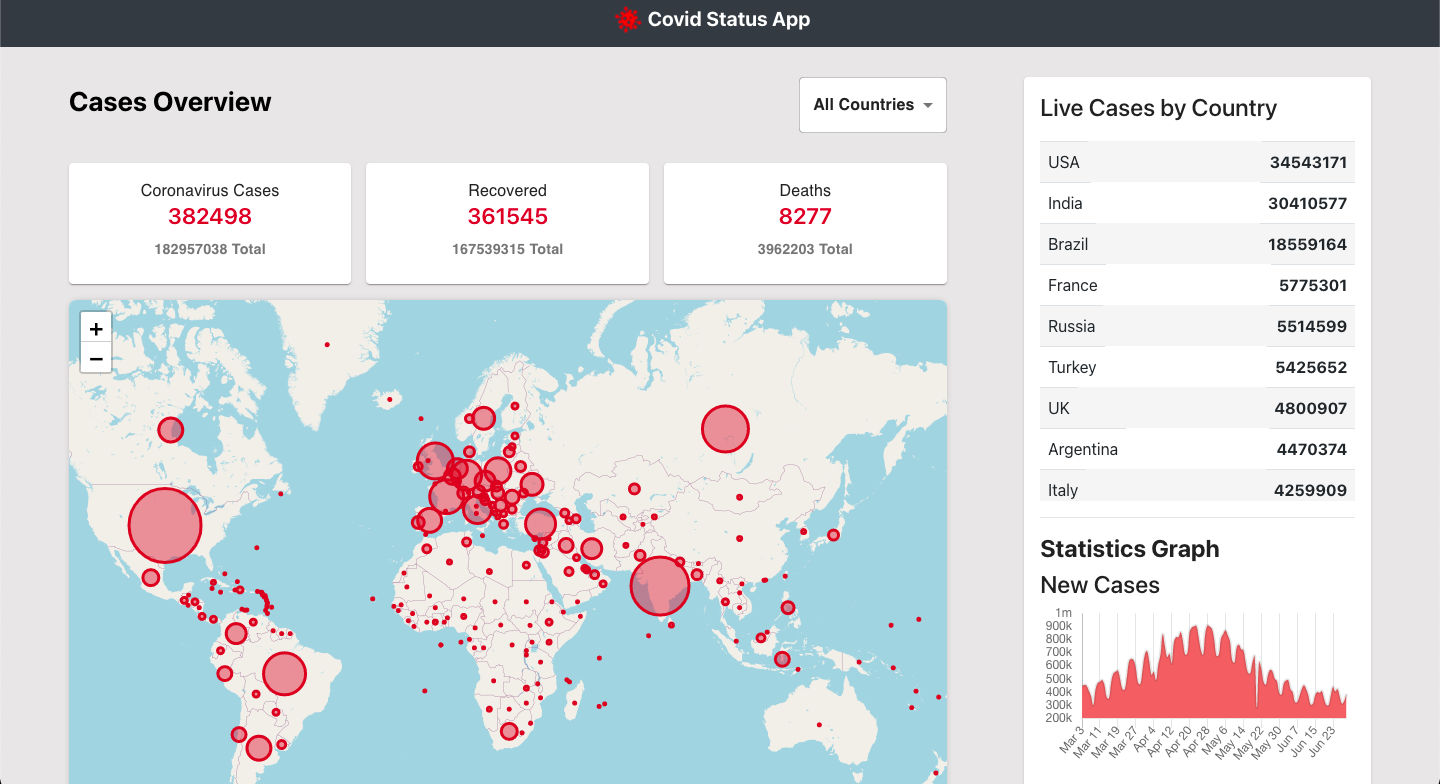 Covid Status App
Cases Overview
All Countries
Coronavirus Cases
382498
182957038 Total
Recovered
361545
167539315 Total
Deaths
8277
3962203 Total
+
−
Live Cases by Country
USA 34543171
India 30410577
Brazil 18559164
France 5775301
Russia 5514599
Turkey 5425652
UK 4800907
Argentina 4470374
Italy 4259909
Statistics Graph
New Cases
1m
900k
800k
700k
600k
500k
400k
300k
200k
Mar 3
Mar 11
Mar 19
Mar 27
Apr 4
Apr 12
Apr 20
Apr 28
May 6
May 14
May 22
May 30
Jun 7
Jun 15
Jun 23